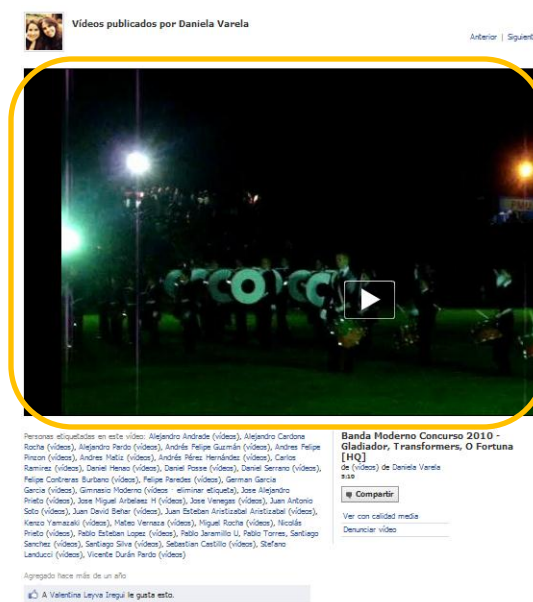 Vídeos publicados por Daniela Varela
Anterior | Siguient
Personas etiquetadas en este vídeo: Alejandro Andrade (vídeos), Alejandro Cardona
Rocha (vídeos), Alejandro Pardo (vídeos), Andrés Felipe Guzmán (vídeos), Andres Felipe
Pinzon (vídeos), Andres Matiz (vídeos), Andrés Pérez Hernández (vídeos), Carlos
Ramirez (vídeos), Daniel Henao (vídeos), Daniel Posse (vídeos), Daniel Serrano (vídeos),
Felipe Contreras Burbano (vídeos), Felipe Paredes (vídeos), German Garcia
Garcia (vídeos), Gimnasio Moderno (vídeos · eliminar etiqueta), Jose Alejandro
Prieto (vídeos), Jose Miguel Arbelaez M (vídeos), Jose Venegas (vídeos), Juan Antonio
Soto (vídeos), Juan David Behar (vídeos), Juan Esteban Aristizabal Aristizabal (vídeos),
Kenzo Yamazaki (vídeos), Mateo Vernaza (vídeos), Miguel Rocha (vídeos), Nicolás
Prieto (vídeos), Pablo Esteban Lopez (vídeos), Pablo Jaramillo U, Pablo Torres, Santiago
Sanchez (vídeos), Santiago Silva (vídeos), Sebastian Castillo (vídeos), Stefano
Landucci (vídeos), Vicente Durán Pardo (vídeos)
Agregado hace más de un año
A Valentina Leyva Iregui le gusta esto.
Banda Moderno Concurso 2010 -
Gladiador, Transformers, O Fortuna
[HQ]
de (vídeos) de Daniela Varela
9:10
Compartir
Ver con calidad media
Denunciar vídeo